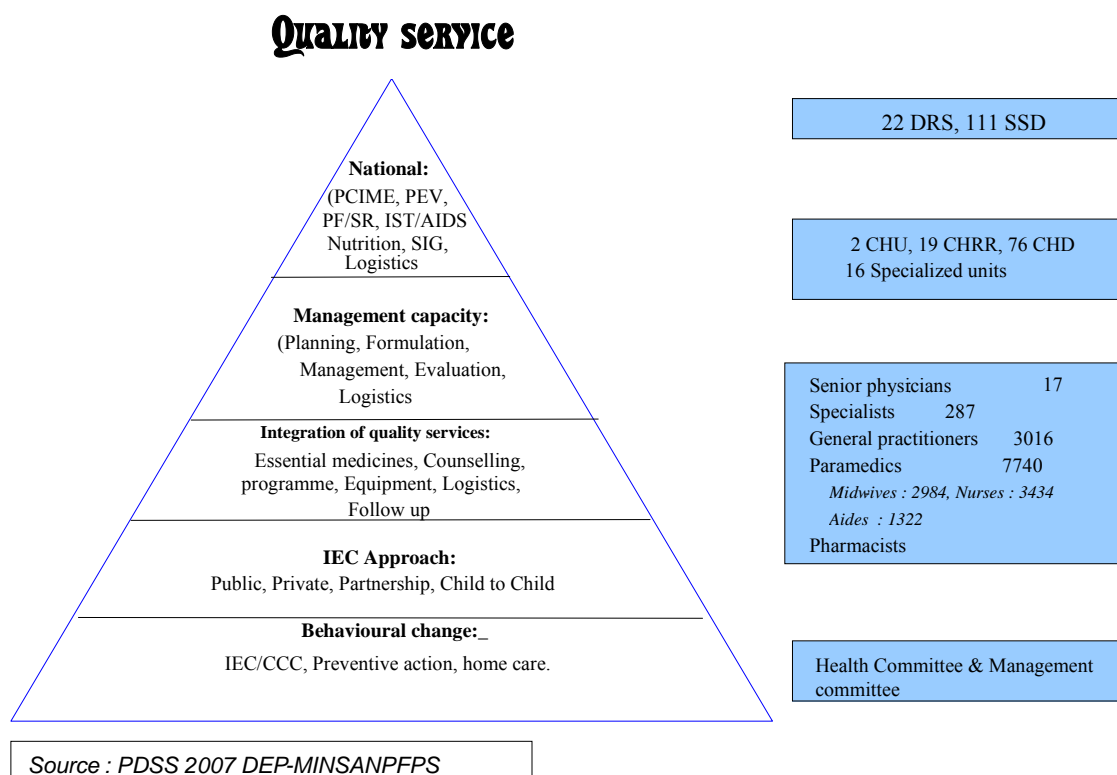 Quality service
National:
(PCIME, PEV,
PF/SR, IST/AIDS
Nutrition, SIG,
Logistics
Management capacity:
(Planning, Formulation,
Management, Evaluation,
Logistics
Integration of quality services:
Essential medicines, Counselling,
programme, Equipment, Logistics,
Follow up
IEC Approach:
Public, Private, Partnership, Child to Child
Behavioural change:_
IEC/CCC, Preventive action, home care.
22 DRS, 111 SSD
2 CHU, 19 CHRR, 76 CHD
16 Specialized units
Senior physicians 17
Specialists 287
General practitioners 3016
Paramedics 7740
Midwives : 2984, Nurses : 3434
Aides : 1322
Pharmacists
Health Committee & Management
committee
Source : PDSS 2007 DEP-MINSANPFPS